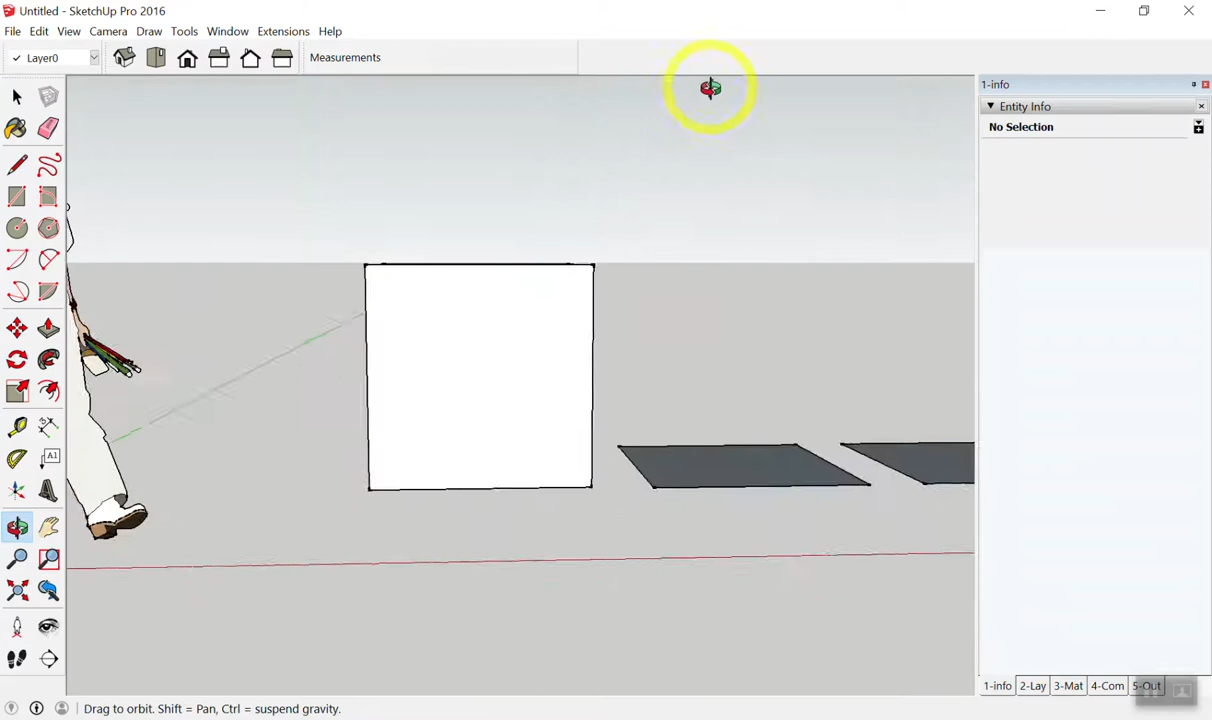 Untitled - SketchUp Pro 2016
File Edit View Camera Draw Tools Window Extensions Help
Layer0
Measurements
1-info
Entity Info
No Selection
A1
1-info 2-Lay 3-Mat 4-Com 5-Out
Drag to orbit. Shift = Pan, Ctrl = suspend gravity.